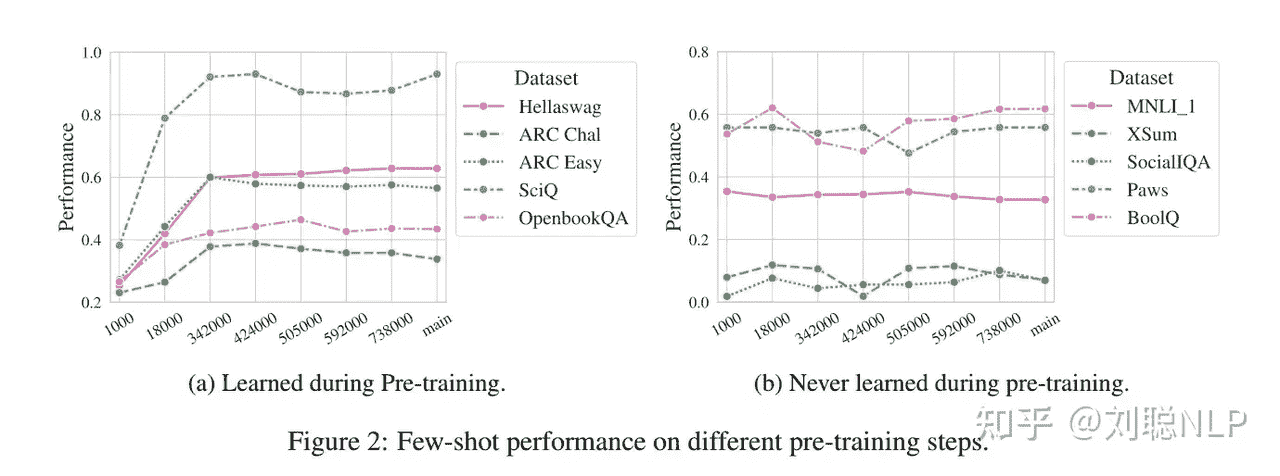 1.0
0.8
0.6
0.4
0.2
Performance
1000
18000
342000
424000
505000
592000
738000
main
Dataset
Hellaswag
ARC Chal
ARC Easy
SciQ
OpenbookQA
(a) Learned during Pre-training.
0.8
0.6
0.4
0.2
0.0
Performance
1000
18000
342000
424000
505000
592000
738000
main
Dataset
MNLI_1
XSum
SocialIQA
Paws
BoolQ
(b) Never learned during pre-training.
知乎 @刘聪NLP
Figure 2: Few-shot performance on different pre-training steps.